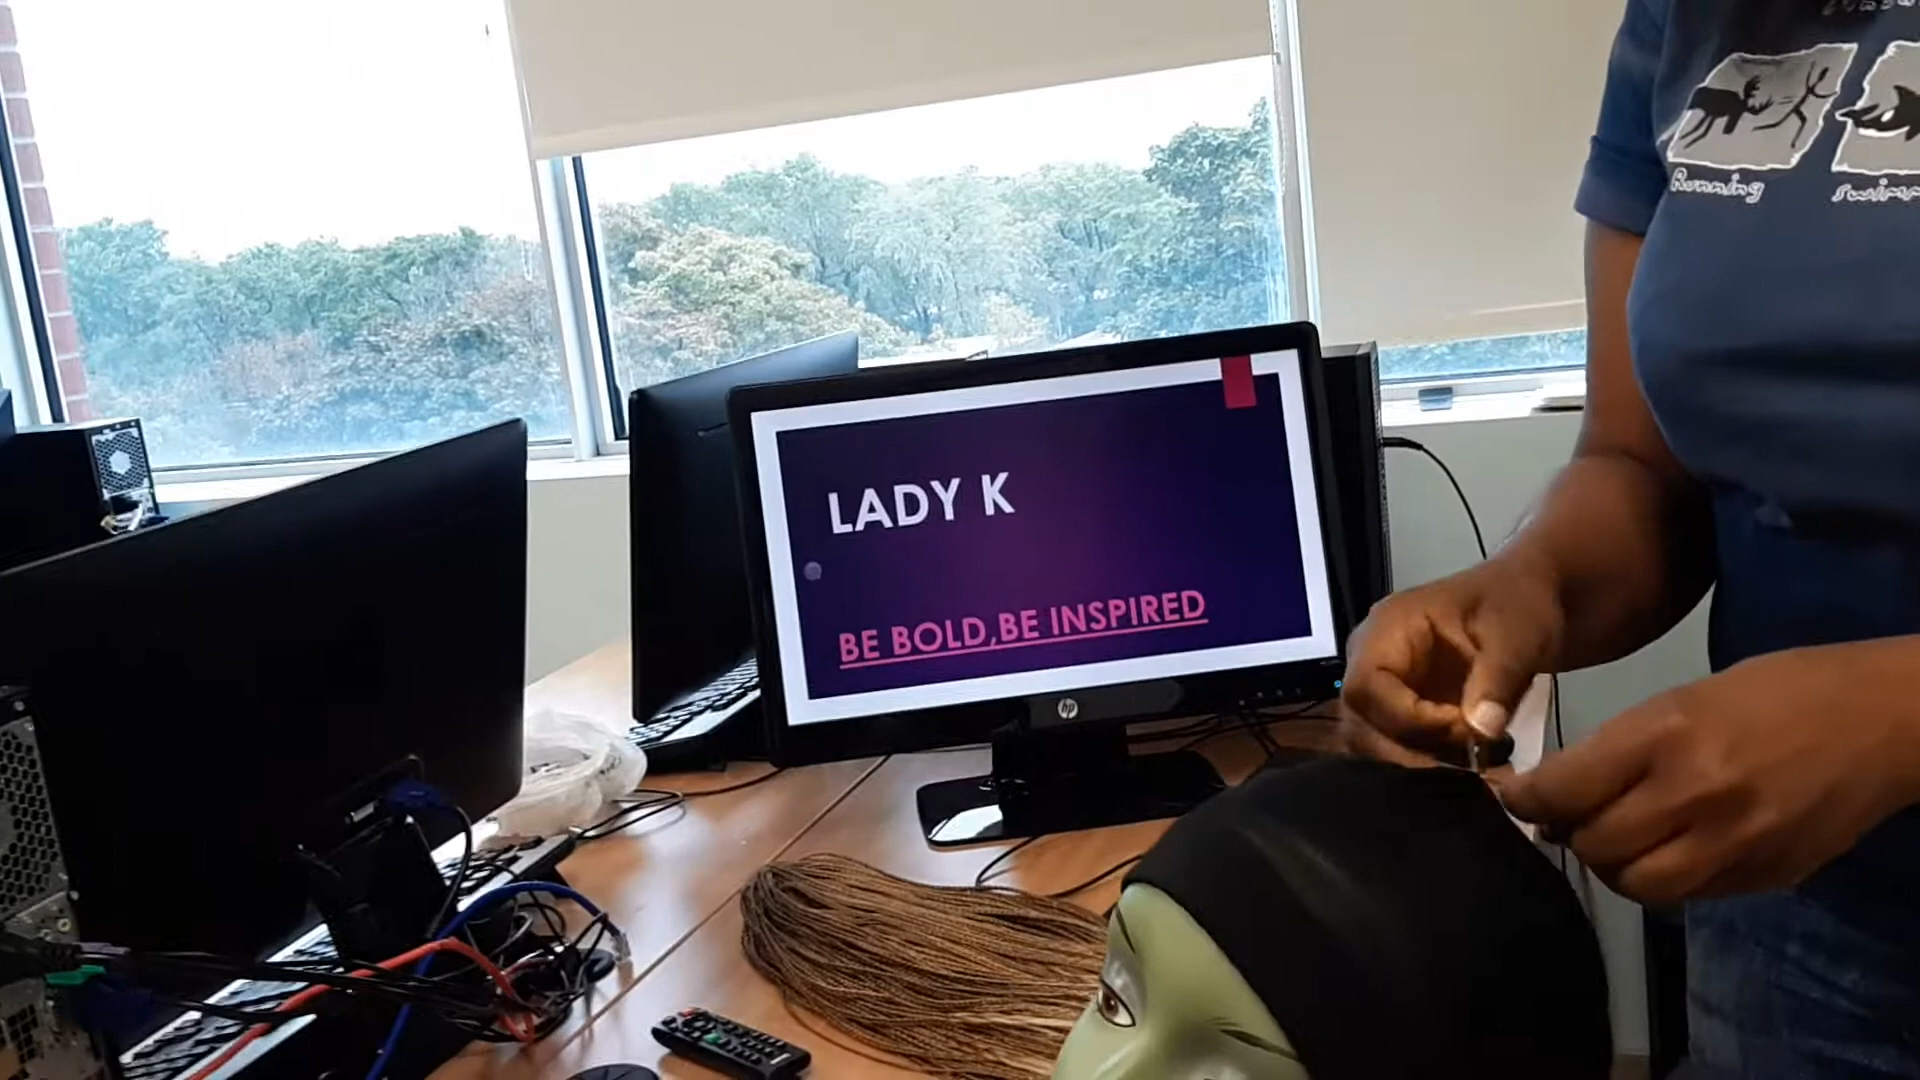 Running
LADY K
BE BOLD,BE INSPIRED
hp